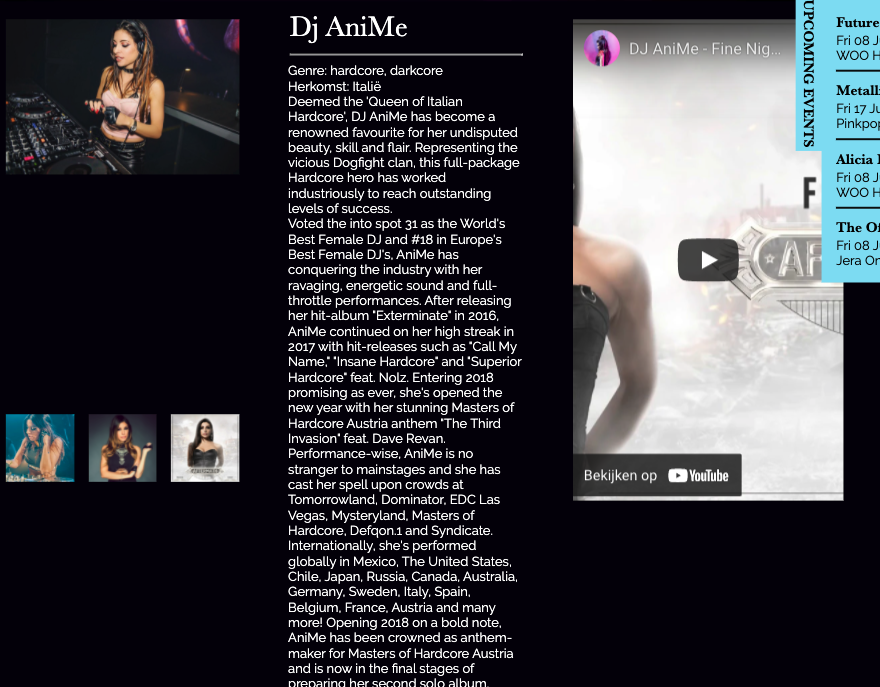 Dj AniMe
Genre: hardcore, darkcore
Herkomst: Italië
Deemed the 'Queen of Italian
Hardcore', DJ AniMe has become a
renowned favourite for her undisputed
beauty, skill and flair. Representing the
vicious Dogfight clan, this full-package
Hardcore hero has worked
industriously to reach outstanding
levels of success.
Voted the into spot 31 as the World's
Best Female DJ and #18 in Europe's
Best Female DJ's, AniMe has
conquering the industry with her
ravaging, energetic sound and full-
throttle performances. After releasing
her hit-album "Exterminate" in 2016,
AniMe continued on her high streak in
2017 with hit-releases such as "Call My
Name," "Insane Hardcore" and "Superior
Hardcore" feat. Nolz. Entering 2018
promising as ever, she's opened the
new year with her stunning Masters of
Hardcore Austria anthem "The Third
Invasion" feat. Dave Revan.
Performance-wise, AniMe is no
stranger to mainstages and she has
cast her spell upon crowds at
Tomorrowland, Dominator, EDC Las
Vegas, Mysteryland, Masters of
Hardcore, Defqon.1 and Syndicate.
Internationally, she's performed
globally in Mexico, The United States,
Chile, Japan, Russia, Canada, Australia,
Germany, Sweden, Italy, Spain,
Belgium, France, Austria and many
more! Opening 2018 on a bold note,
AniMe has been crowned as anthem-
maker for Masters of Hardcore Austria
and is now in the final stages of
preparing her second solo album.
DJ AniMe - Fine Nig...
F
AF
Bekijken op YouTube
UPCOMING EVENTS
Future
Fri 08 J
WOO H
Metall
Fri 17 Ju
Pinkpop
Alicia
Fri 08 J
WOO H
The Of
Fri 08 J
Jera On